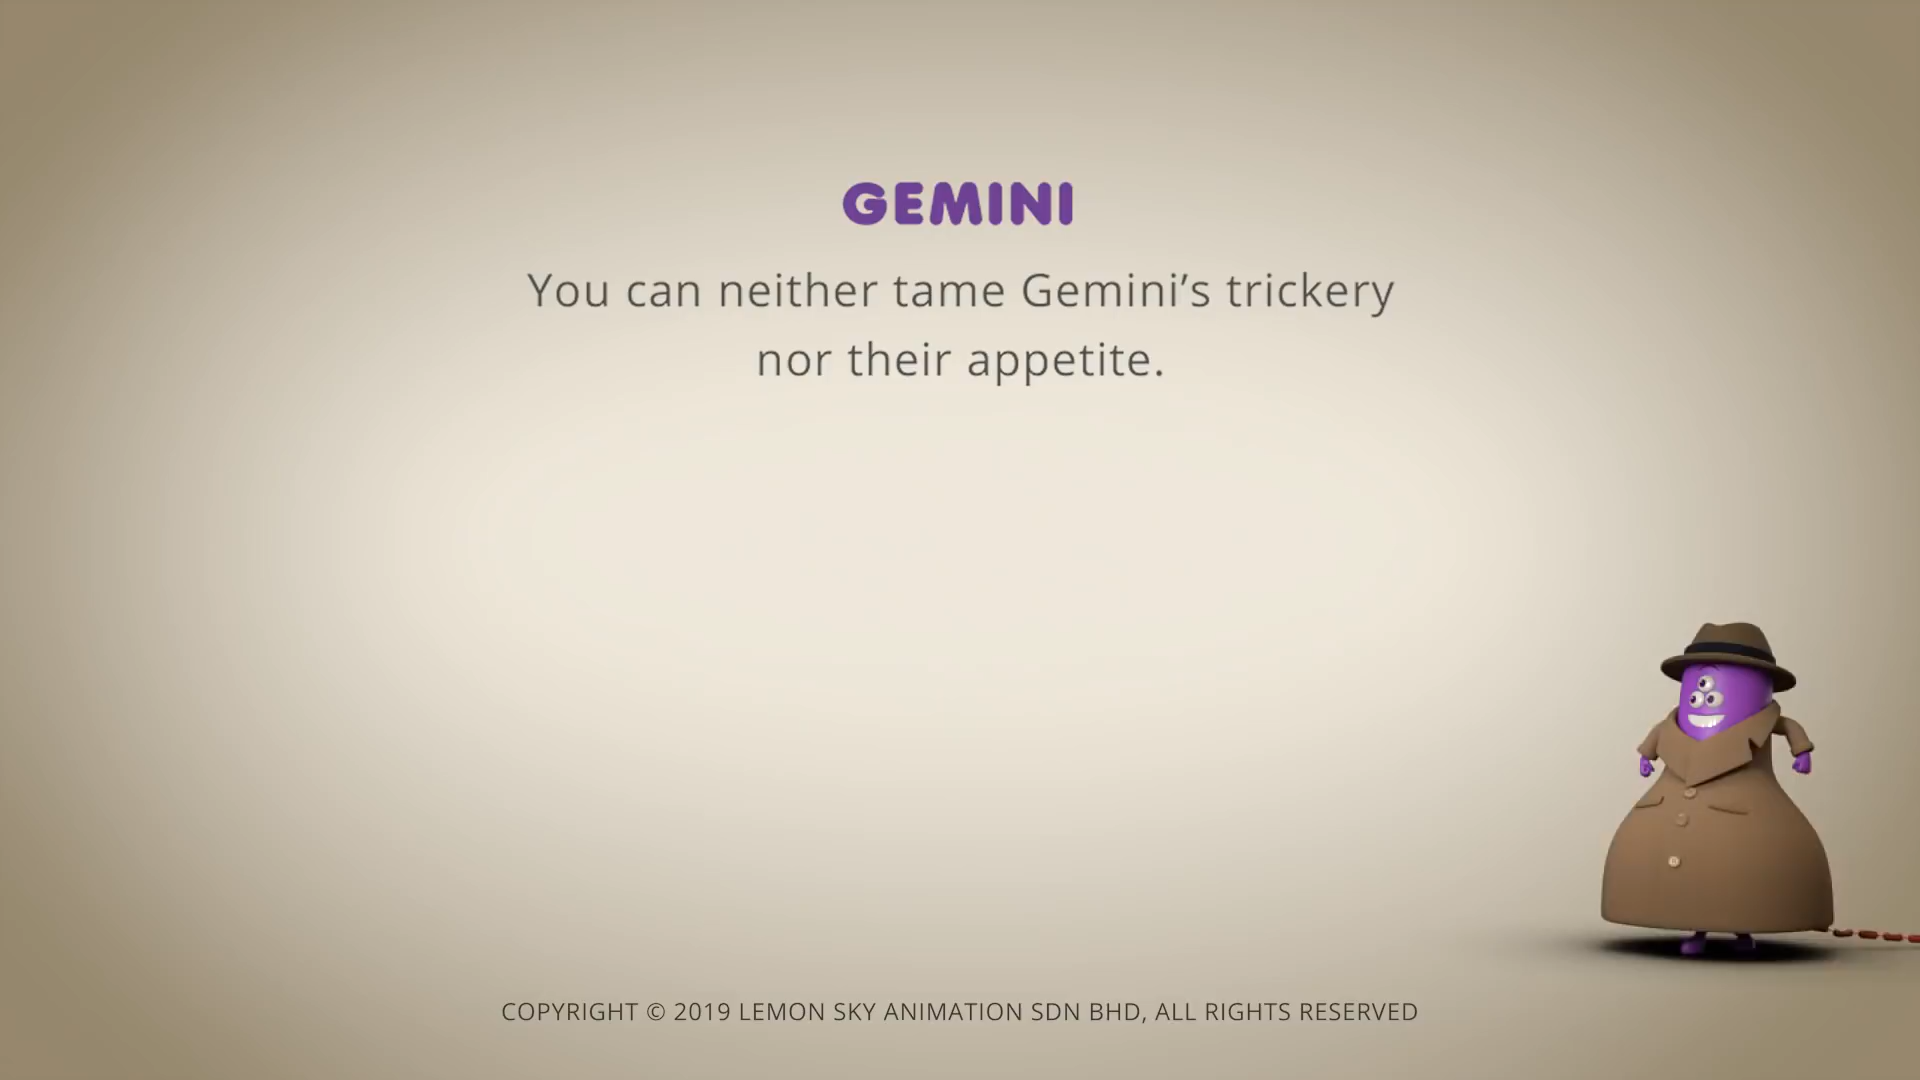 GEMINI
You can neither tame Gemini’s trickery
nor their appetite.
COPYRIGHT © 2019 LEMON SKY ANIMATION SDN BHD, ALL RIGHTS RESERVED